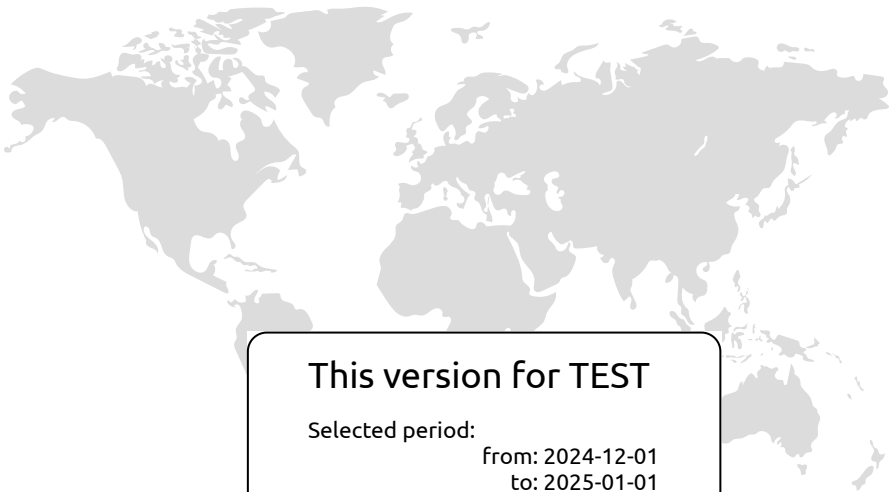 This version for TEST
Selected period:
from: 2024-12-01
to: 2025-01-01